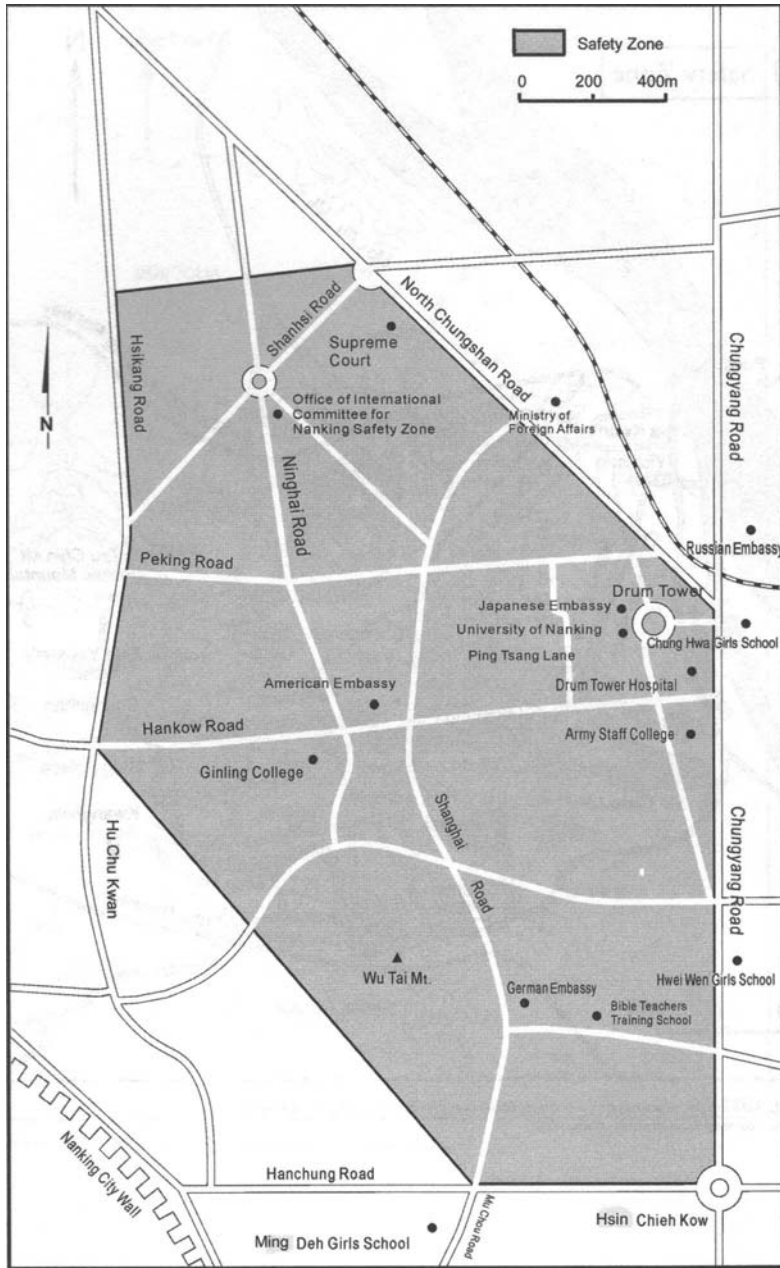 Safety Zone
0 200 400m
Shanhsi Road
North Chungshan Road
Supreme
Court
Hsikang Road
Chungyang Road
Office of International
Committee for
Nanking Safety Zone
Ministry of
Foreign Affairs
N
Ninghai Road
Russian Embassy
Peking Road
Drum Tower
Japanese Embassy
University of Nanking
Chung Hwa Girls School
Ping Tsang Lane
Drum Tower Hospital
American Embassy
Hankow Road
Army Staff College
Ginling College
Shanghai
Road
Hu Chu Kwan
Chungyang Road
Wu Tai Mt.
Hwei Wen Girls School
German Embassy
Bible Teachers
Training School
Nanking City Wall
Hanchung Road
Mu Chou Road
Hsin Chieh Kow
Ming Deh Girls School